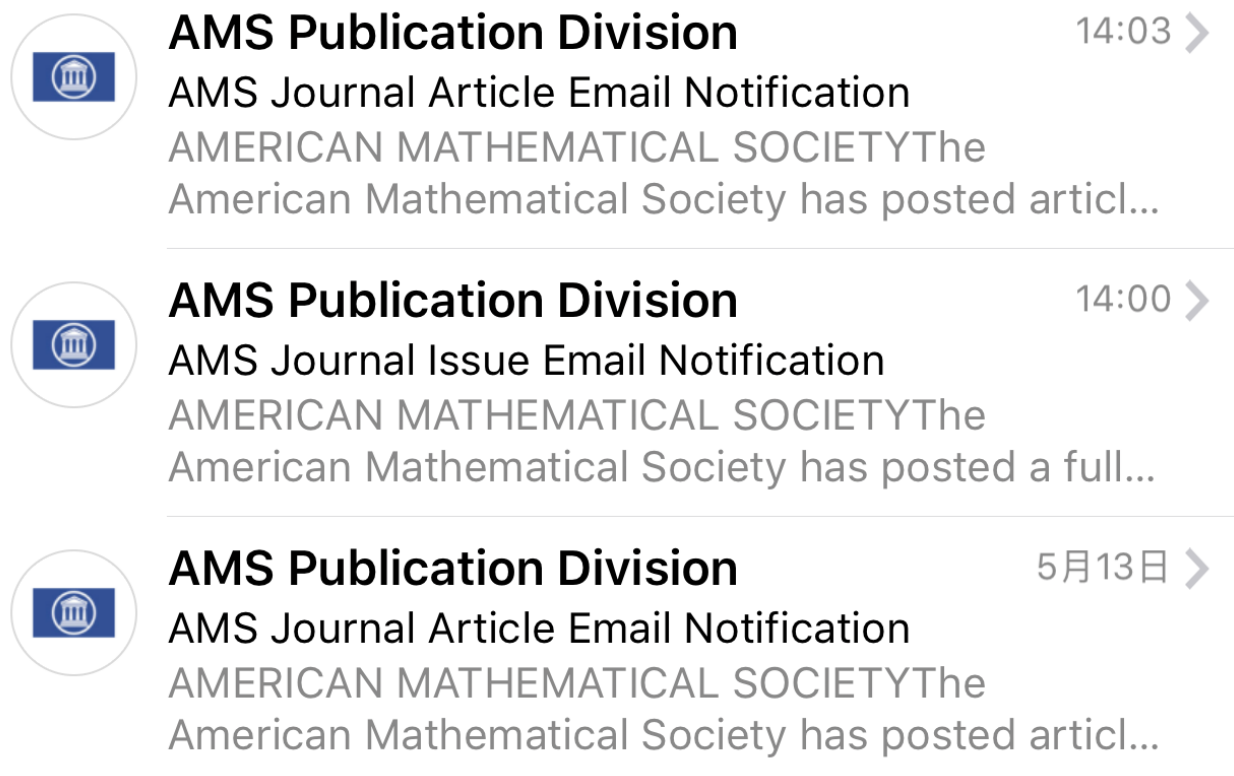 AMS Publication Division 14:03
AMS Journal Article Email Notification
AMERICAN MATHEMATICAL SOCIETYThe
American Mathematical Society has posted articl...
AMS Publication Division 14:00
AMS Journal Issue Email Notification
AMERICAN MATHEMATICAL SOCIETYThe
American Mathematical Society has posted a full...
AMS Publication Division 5月13日
AMS Journal Article Email Notification
AMERICAN MATHEMATICAL SOCIETYThe
American Mathematical Society has posted articl...